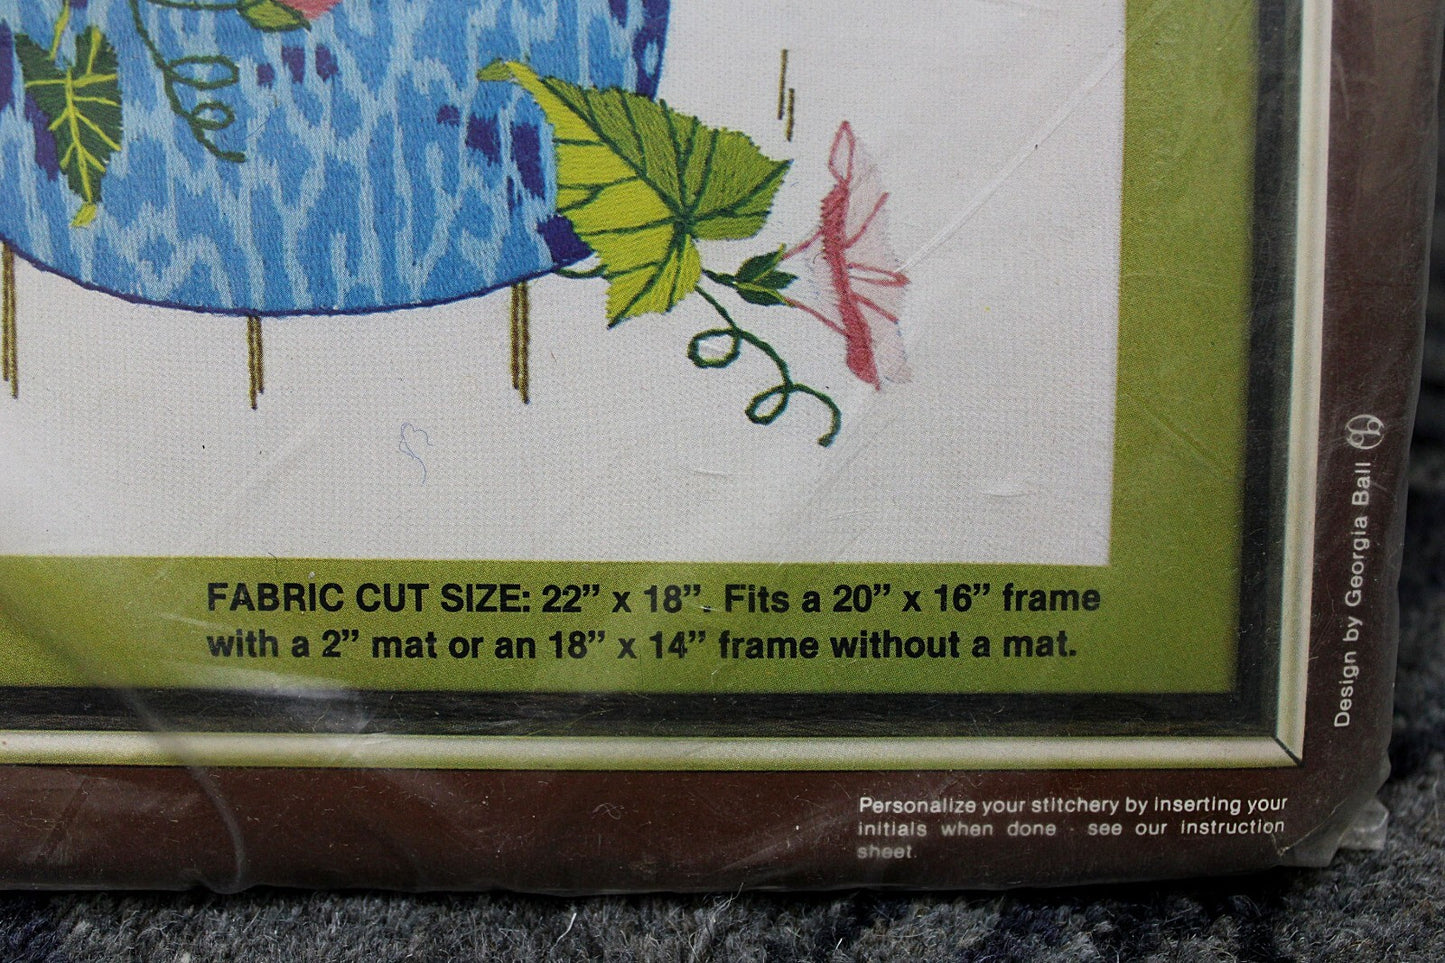 FABRIC CUT SIZE: 22” x 18”. Fits a 20” x 16” frame
with a 2” mat or an 18” x 14” frame without a mat.
Design by Georgia Ball
Personalize your stitchery by inserting your
initials when done - see our instruction
sheet.